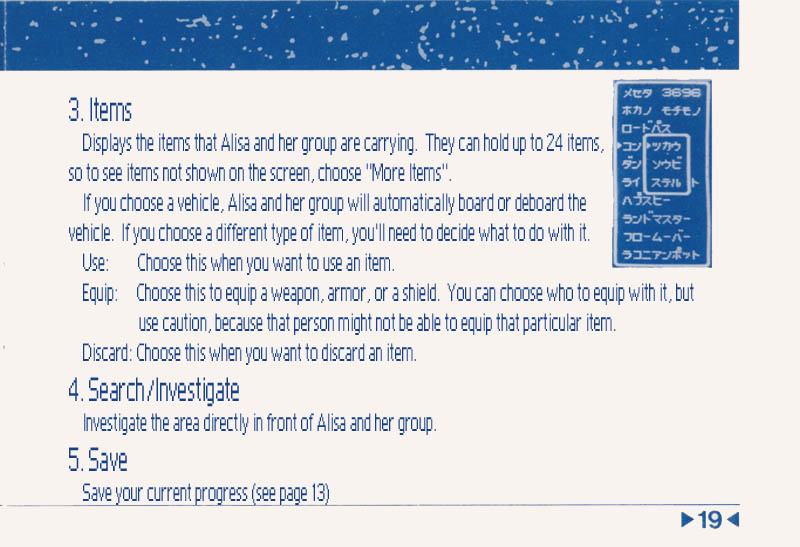 3. Items
Displays the items that Alisa and her group are carrying. They can hold up to 24 items,
so to see items not shown on the screen, choose "More Items".
If you choose a vehicle, Alisa and her group will automatically board or deboard the
vehicle. If you choose a different type of item, you'll need to decide what to do with it.
Use: Choose this when you want to use an item.
Equip: Choose this to equip a weapon, armor, or a shield. You can choose who to equip with it, but
use caution, because that person might not be able to equip that particular item.
Discard: Choose this when you want to discard an item.
4. Search/Investigate
Investigate the area directly in front of Alisa and her group.
5. Save
Save your current progress (see page 13)
メセタ 3696
ホカノ モチモノ
ロードパス
コン ツカウ
ダン ソウビ
ライ ステル ト
ハプスビー
ランドマスター
フロームーバー
ラコニアンポット
19